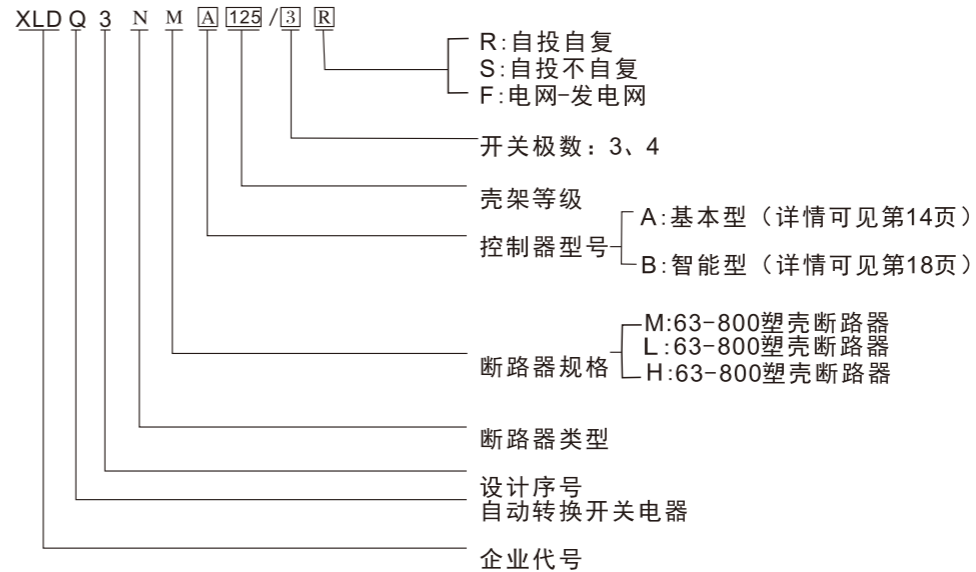 XLD Q 3 N M A 125 / 3 R
R:自投自复
S:自投不自复
F:电网-发电网
开关极数：3、4
壳架等级
控制器型号
A:基本型（详情可见第14页）
B:智能型（详情可见第18页）
断路器规格
M:63-800塑壳断路器
L:63-800塑壳断路器
H:63-800塑壳断路器
断路器类型
设计序号
自动转换开关电器
企业代号